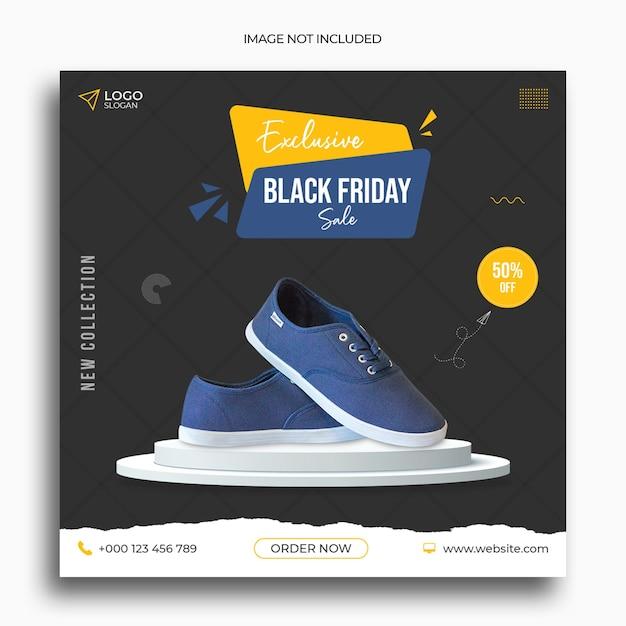 IMAGE NOT INCLUDED
LOGO
SLOGAN
Exclusive
BLACK FRIDAY
Sale
50%
OFF
NEW COLLECTION
+000 123 456 789
ORDER NOW
www.website.com